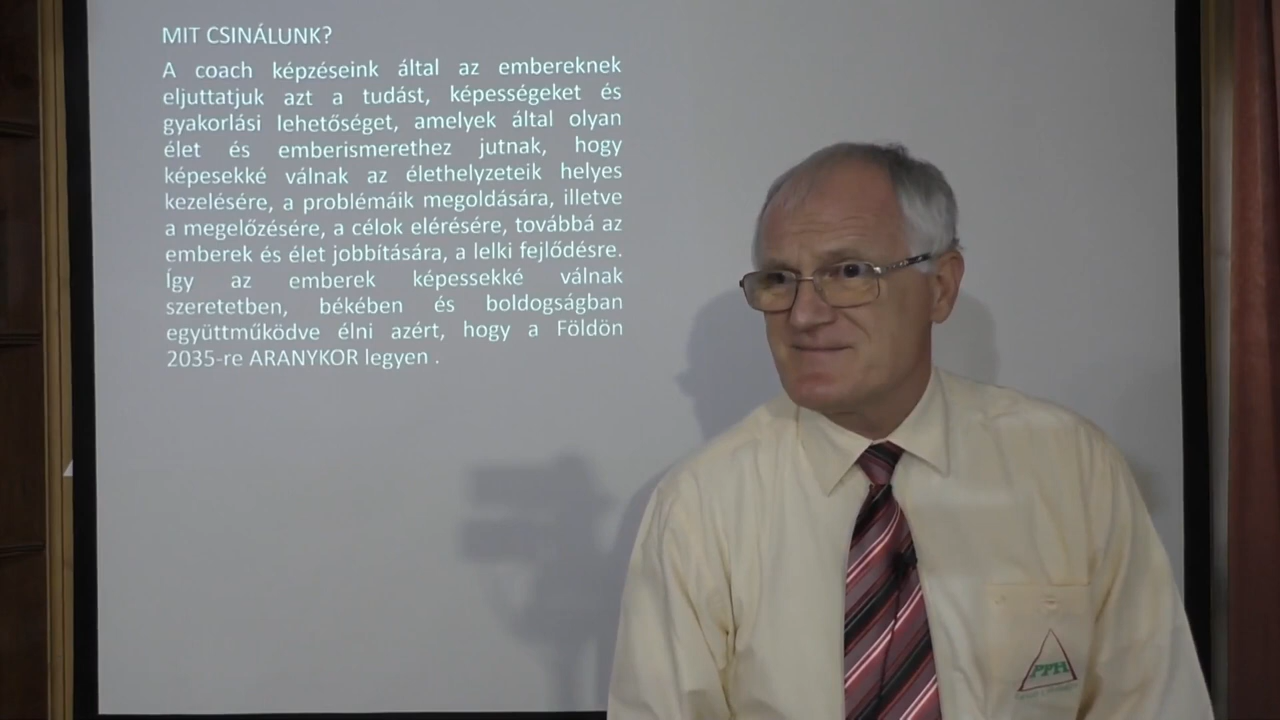 MIT CSINÁLUNK?
A coach képzéseink által az embereknek
eljuttatjuk azt a tudást, képességeket és
gyakorlási lehetőséget, amelyek által olyan
élet és emberismerethez jutnak, hogy
képesekké válnak az élethelyzeteik helyes
kezelésére, a problémáik megoldására, illetve
a megelőzésére, a célok elérésére, továbbá az
emberek és élet jobbítására, a lelki fejlődésre.
Így az emberek képessekké válnak
szeretetben, békében és boldogságban
együttműködve élni azért, hogy a Földön
2035-re ARANYKOR legyen .
PPH